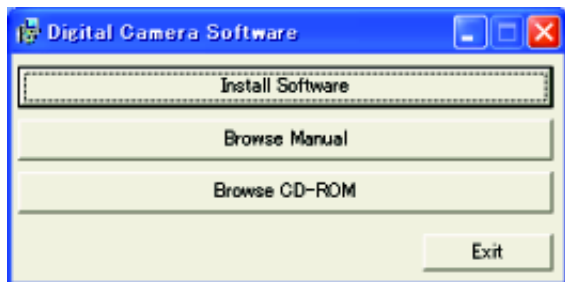 Digital Camera Software
Install Software
Browse Manual
Browse CD-ROM
Exit